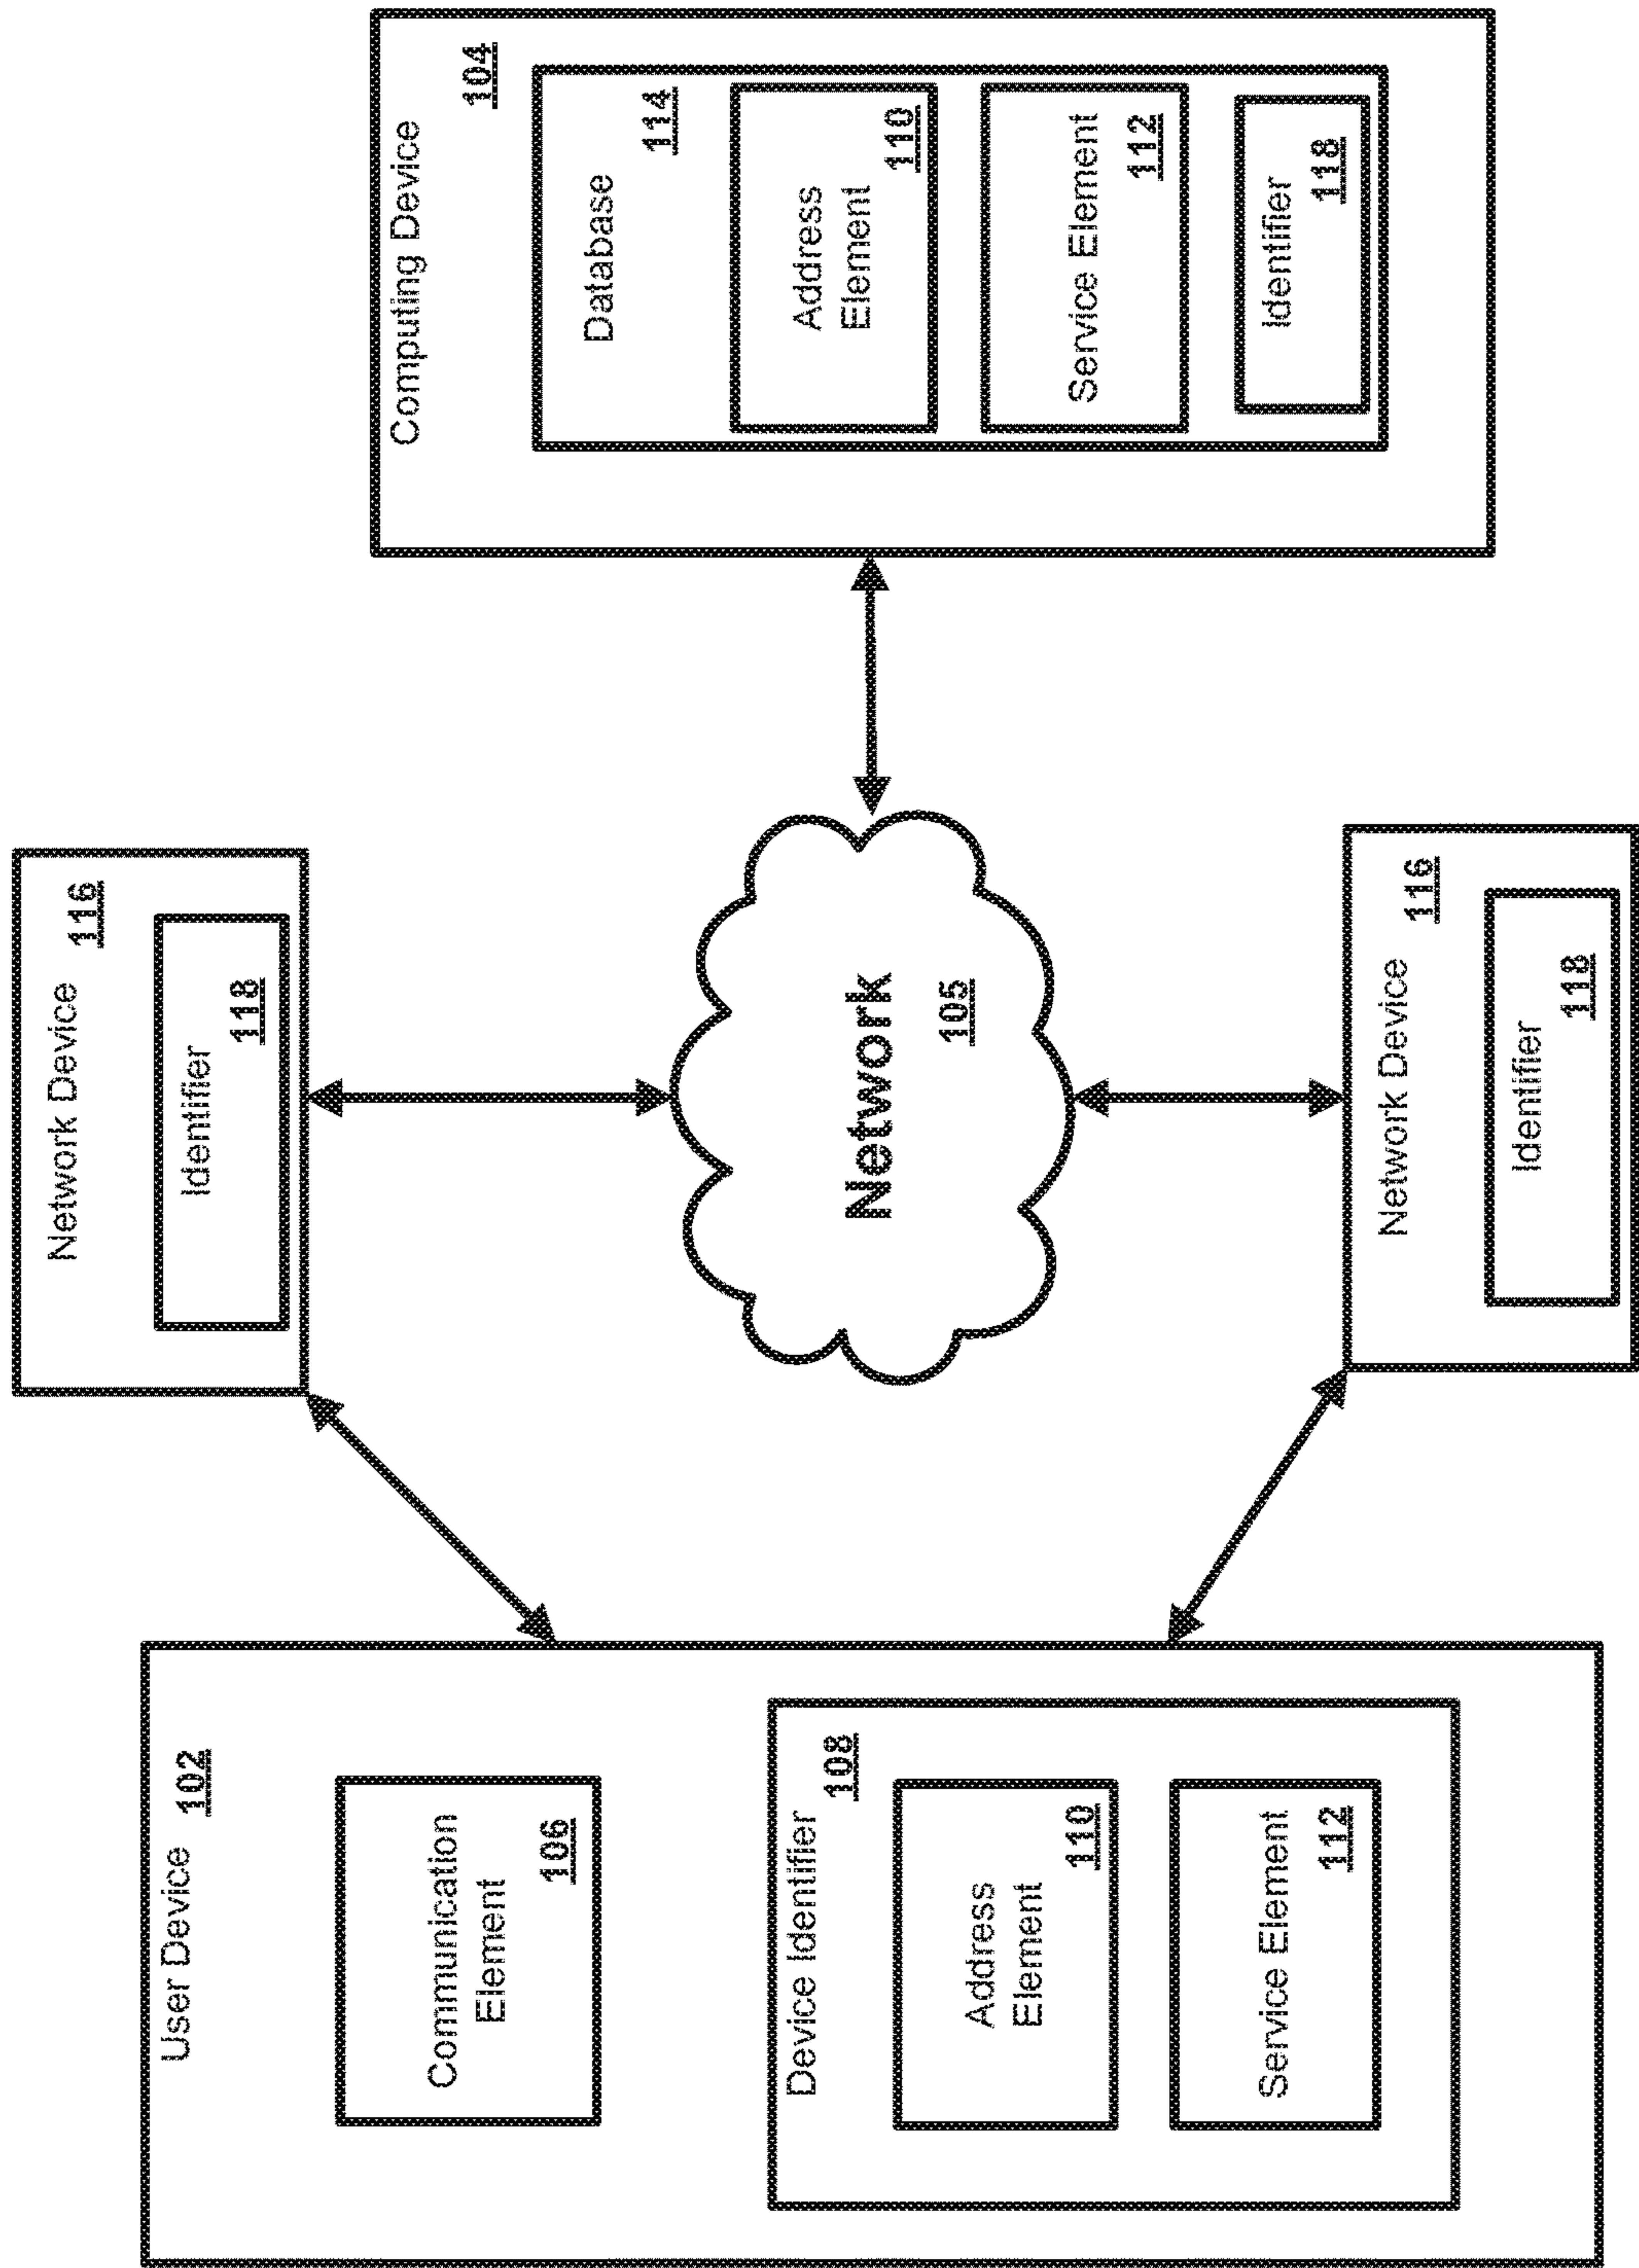 User Device
102
Communication
Element
106
Device Identifier
108
Address
Element
110
Service Element
112
Network Device
116
Identifier
118
Network
105
Network Device
116
Identifier
118
Computing Device
104
Database
114
Address
Element
110
Service Element
112
Identifier
118